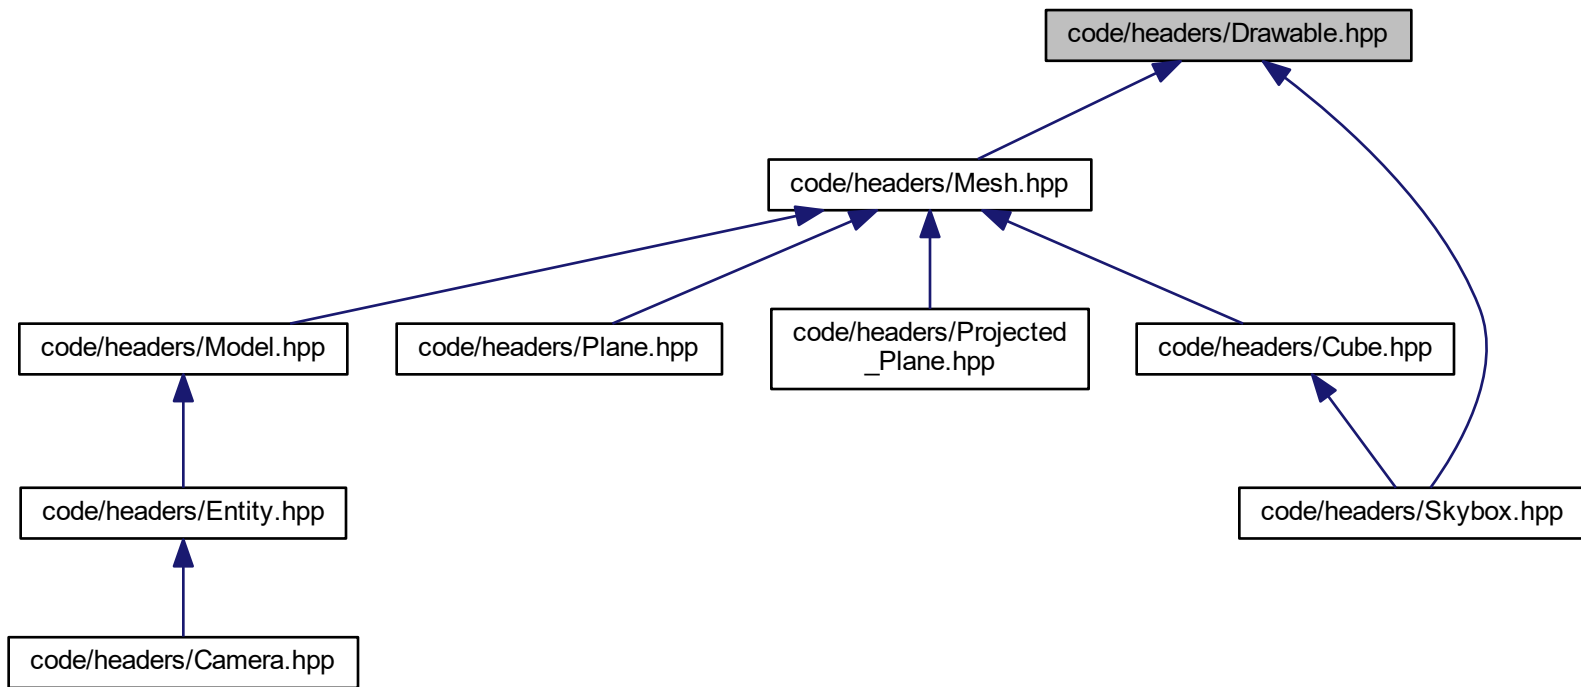 code/headers/Drawable.hpp
code/headers/Mesh.hpp
code/headers/Model.hpp
code/headers/Plane.hpp
code/headers/Projected
_Plane.hpp
code/headers/Cube.hpp
code/headers/Entity.hpp
code/headers/Skybox.hpp
code/headers/Camera.hpp